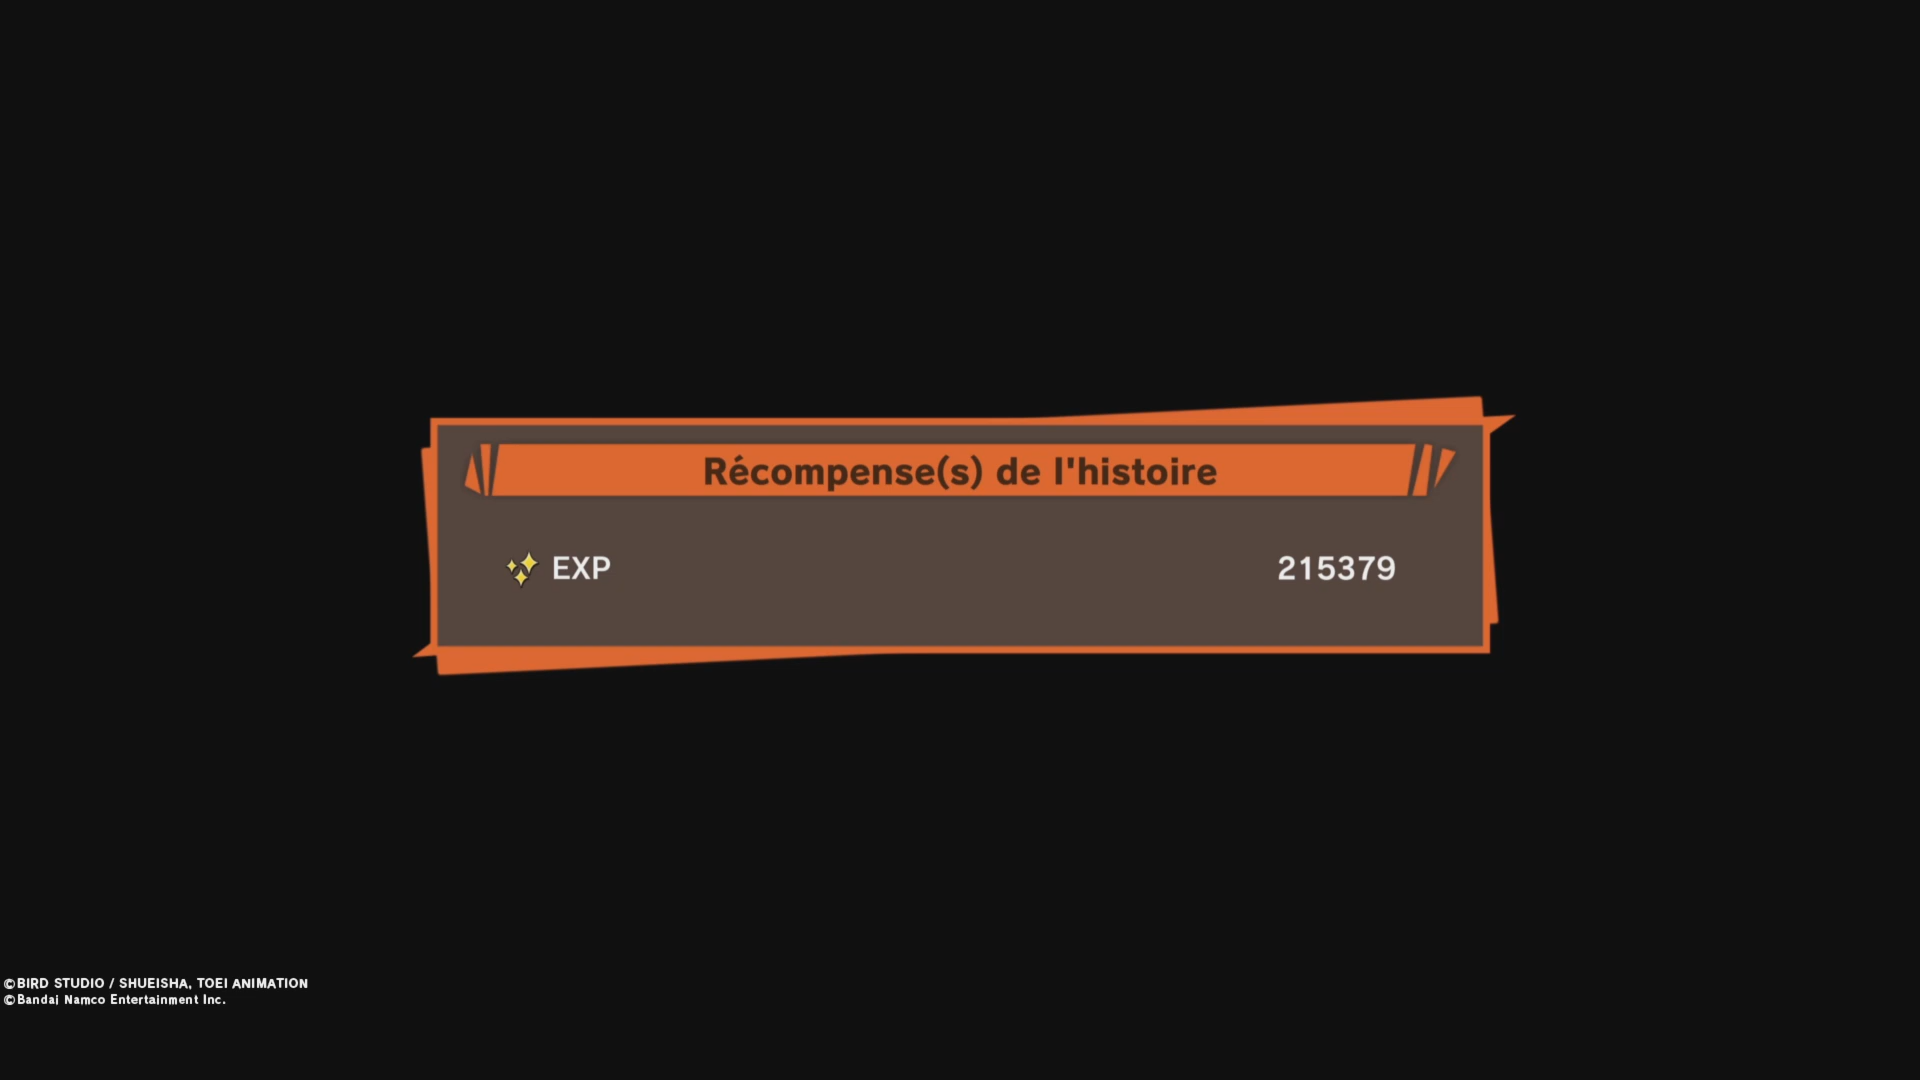 Récompense(s) de l'histoire
EXP 215379
©BIRD STUDIO / SHUEISHA, TOEI ANIMATION
©Bandai Namco Entertainment Inc.